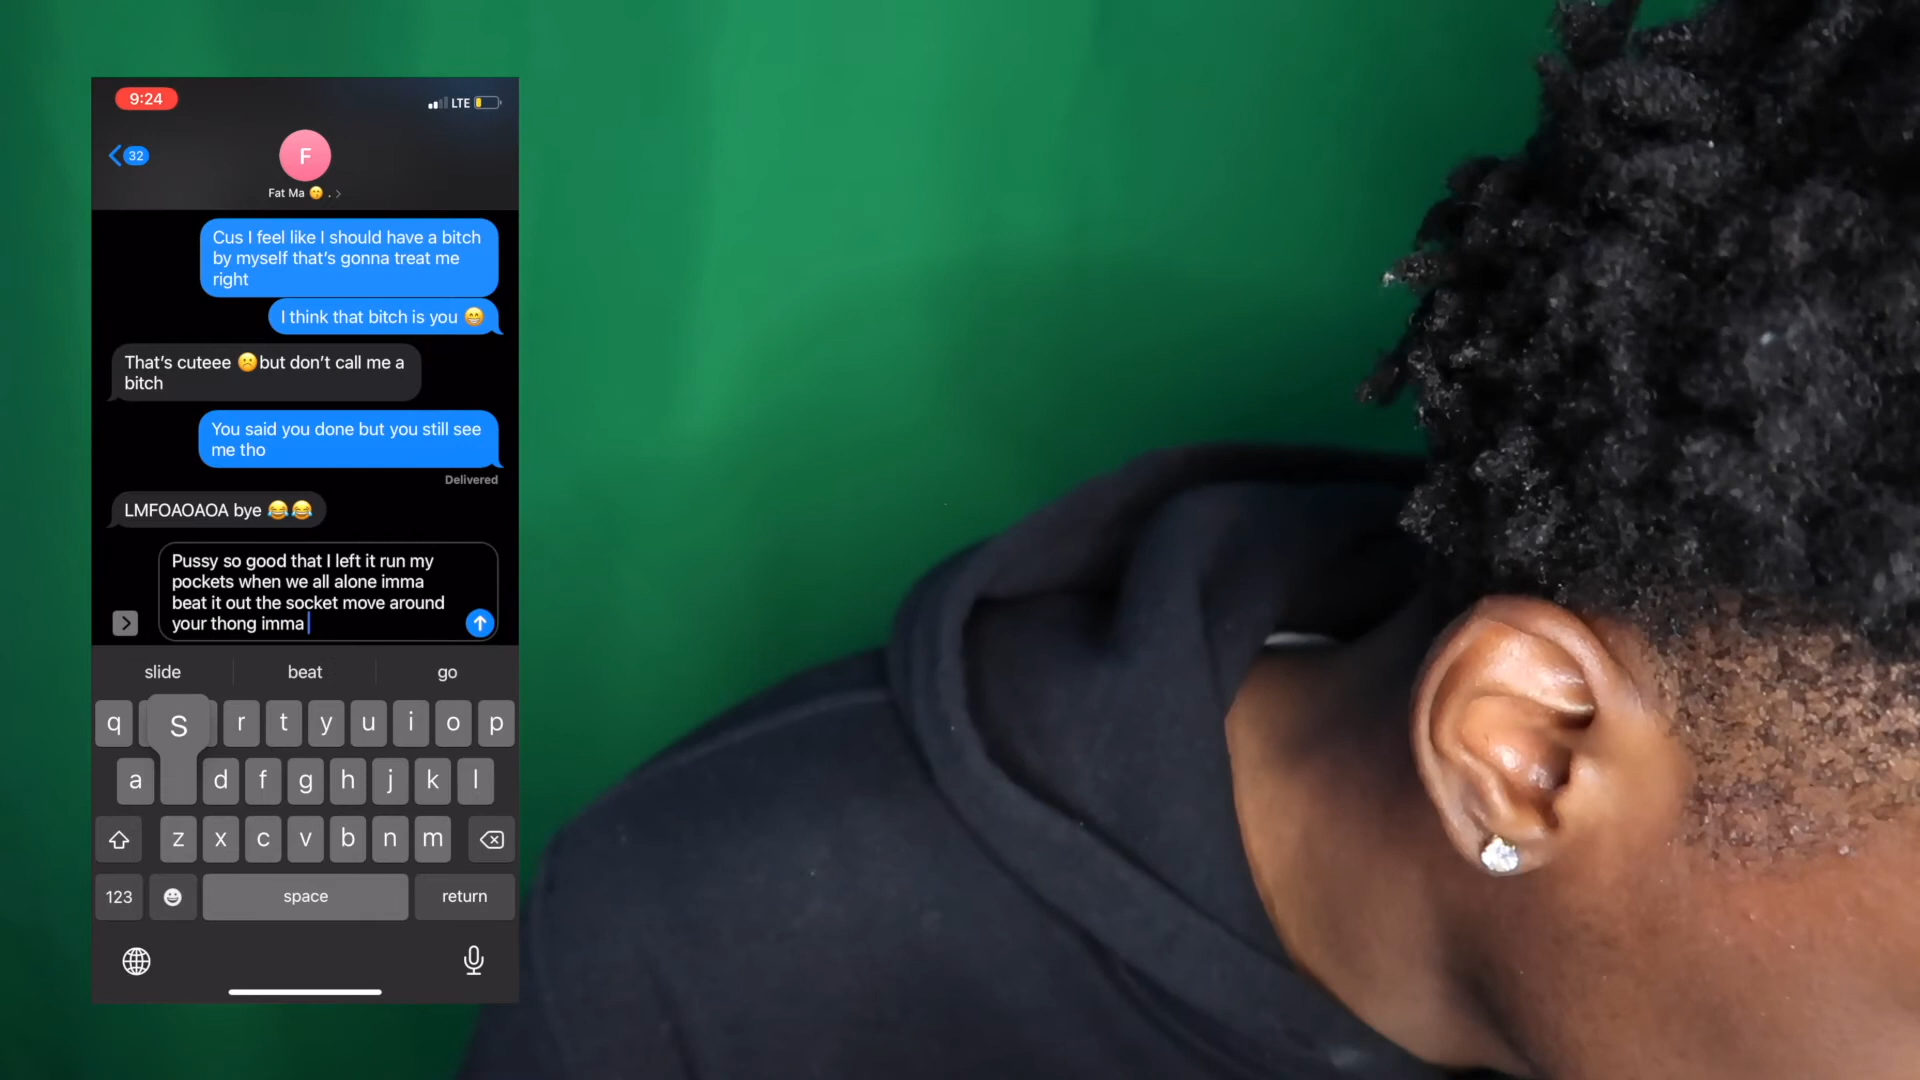 9:24
LTE
32
F
Fat Ma 🤫 . >
Cus I feel like I should have a bitch
by myself that's gonna treat me
right
I think that bitch is you 😁
That's cuteee ☹️but don't call me a
bitch
You said you done but you still see
me tho
Delivered
LMFOAOAOA bye 😂😂
Pussy so good that I left it run my
pockets when we all alone imma
beat it out the socket move around
your thong imma
slide beat go
q S r t y u i o p
a d f g h j k l
z x c v b n m
123 space return